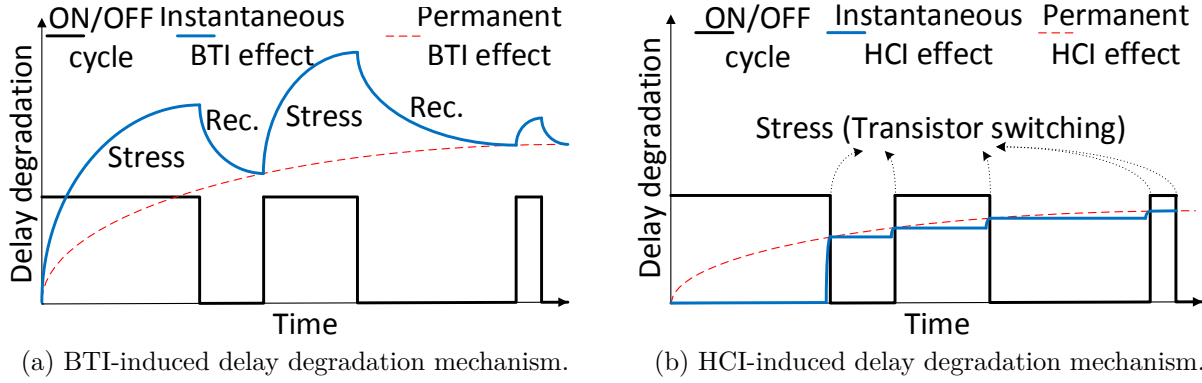 ON/OFF cycle
Instantaneous BTI effect
Permanent BTI effect
Delay degradation
Stress
Rec.
Stress
Rec.
Time
(a) BTI-induced delay degradation mechanism.
ON/OFF cycle
Instantaneous HCI effect
Permanent HCI effect
Delay degradation
Stress (Transistor switching)
Time
(b) HCI-induced delay degradation mechanism.